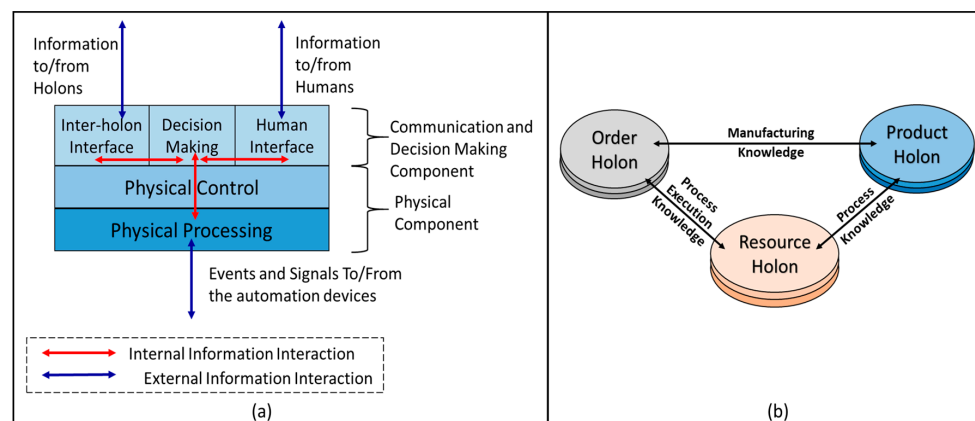 Information
to/from
Holons
Information
to/from
Humans
Inter-holon
Interface
Decision
Making
Human
Interface
Communication and
Decision Making
Component
Physical Control
Physical Processing
Physical
Component
Events and Signals To/From
the automation devices
Internal Information Interaction
External Information Interaction
(a)
Order
Holon
Manufacturing
Knowledge
Product
Holon
Process
Execution
Knowledge
Process
Knowledge
Resource
Holon
(b)